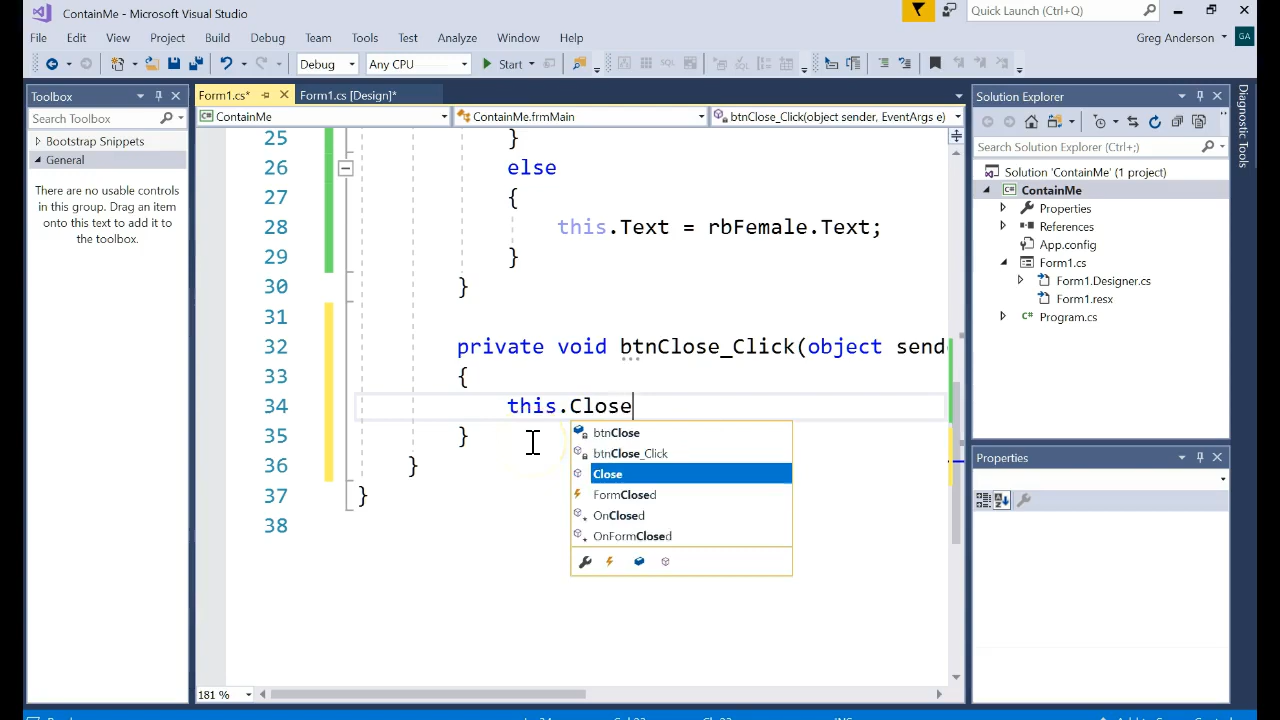 ContainMe - Microsoft Visual Studio
Quick Launch (Ctrl+Q)
File Edit View Project Build Debug Team Tools Test Analyze Window Help
Greg Anderson
GA
Debug Any CPU Start
Toolbox
Search Toolbox
Bootstrap Snippets
General
There are no usable controls
in this group. Drag an item
onto this text to add it to the
toolbox.
Form1.cs* Form1.cs [Design]*
ContainMe ContainMe.frmMain btnClose_Click(object sender, EventArgs e)
25 }
26 else
27 {
28 this.Text = rbFemale.Text;
29 }
30 }
31
32 private void btnClose_Click(object send
33 {
34 this.Close
35 }
36 }
37 }
38
btnClose
btnClose_Click
Close
FormClosed
OnClosed
OnFormClosed
181 %
Solution Explorer
Search Solution Explorer (Ctrl+;)
Solution 'ContainMe' (1 project)
C# ContainMe
Properties
References
App.config
Form1.cs
Form1.Designer.cs
Form1.resx
C# Program.cs
Properties
Diagnostic Tools